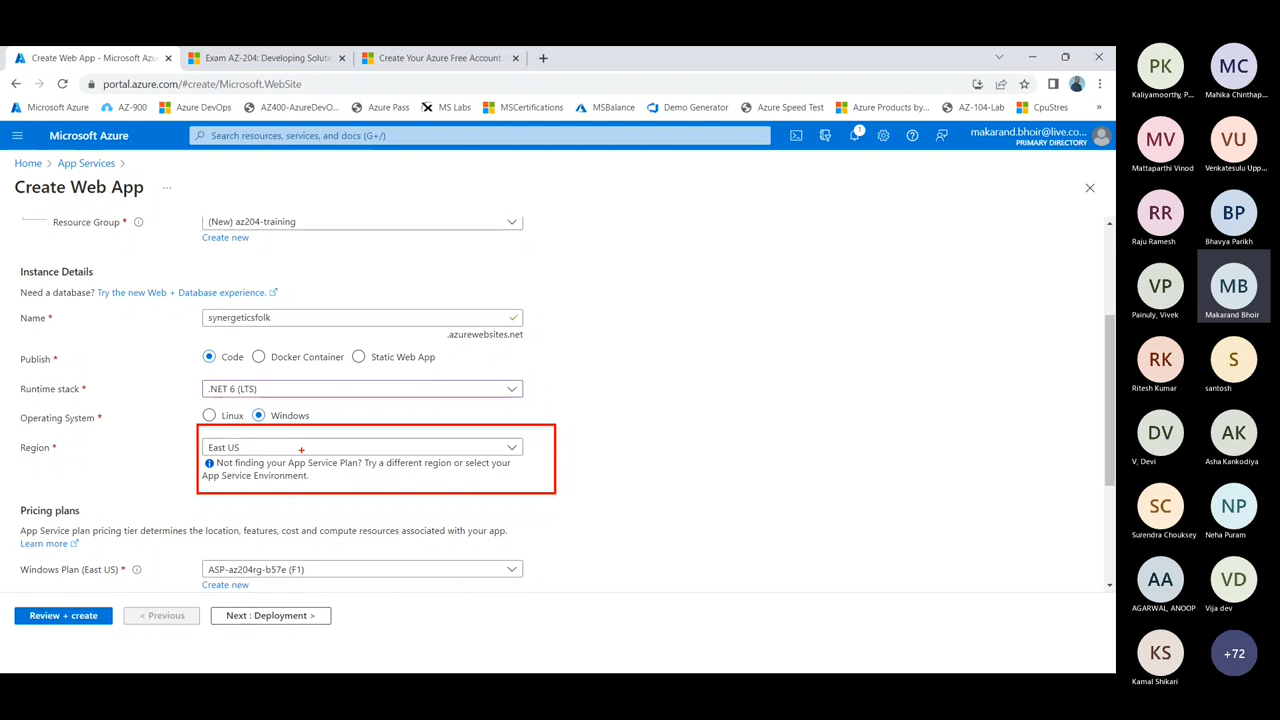 Create Web App - Microsoft Azu
Exam AZ-204: Developing Solutio
Create Your Azure Free Account
portal.azure.com/#create/Microsoft.WebSite
Microsoft Azure
AZ-900
Azure DevOps
AZ400-AzureDevO...
Azure Pass
MS Labs
MSCertifications
MSBalance
Demo Generator
Azure Speed Test
Azure Products by...
AZ-104-Lab
CpuStres
»
Microsoft Azure
Search resources, services, and docs (G+/)
1
makarand.bhoir@live.co...
PRIMARY DIRECTORY
Home > App Services >
Create Web App ...
Resource Group *
(New) az204-training
Create new
Instance Details
Need a database? Try the new Web + Database experience.
Name *
synergeticsfolk
.azurewebsites.net
Publish *
Code
Docker Container
Static Web App
Runtime stack *
.NET 6 (LTS)
Operating System *
Linux
Windows
Region *
East US
Not finding your App Service Plan? Try a different region or select your
App Service Environment.
Pricing plans
App Service plan pricing tier determines the location, features, cost and compute resources associated with your app.
Learn more
Windows Plan (East US) *
ASP-az204rg-b57e (F1)
Create new
Review + create
< Previous
Next : Deployment >
PK
Kaliyamoorthy, P...
MC
Mahika Chinthap...
MV
Mattaparthi Vinod
VU
Venkatesulu Upp...
RR
Raju Ramesh
BP
Bhavya Parikh
VP
Painuly, Vivek
MB
Makarand Bhoir
RK
Ritesh Kumar
S
santosh
DV
V, Devi
AK
Asha Kankodiya
SC
Surendra Chouksey
NP
Neha Puram
AA
AGARWAL, ANOOP
VD
Vija dev
KS
Kamal Shikari
+72